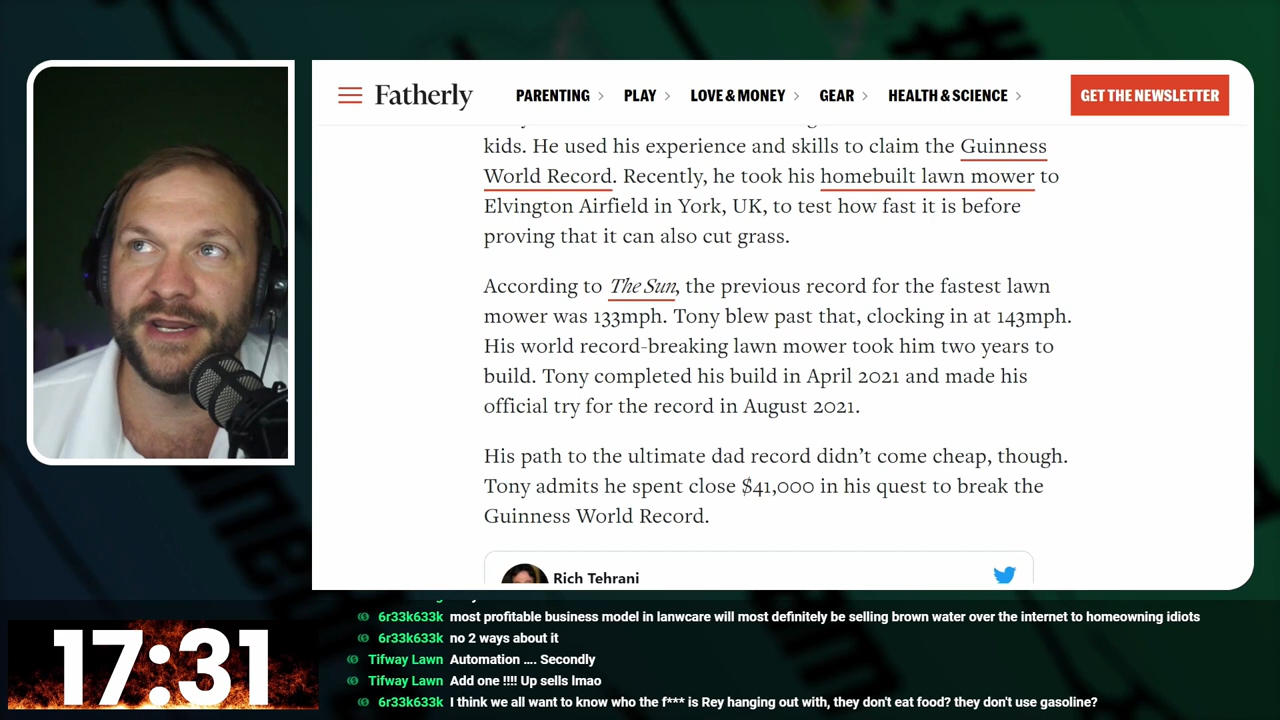 Fatherly
PARENTING
PLAY
LOVE & MONEY
GEAR
HEALTH & SCIENCE
GET THE NEWSLETTER
kids. He used his experience and skills to claim the Guinness
World Record. Recently, he took his homebuilt lawn mower to
Elvington Airfield in York, UK, to test how fast it is before
proving that it can also cut grass.
According to The Sun, the previous record for the fastest lawn
mower was 133mph. Tony blew past that, clocking in at 143mph.
His world record-breaking lawn mower took him two years to
build. Tony completed his build in April 2021 and made his
official try for the record in August 2021.
His path to the ultimate dad record didn’t come cheap, though.
Tony admits he spent close $41,000 in his quest to break the
Guinness World Record.
Rich Tehrani
6r33k633k most profitable business model in lanwcare will most definitely be selling brown water over the internet to homeowning idiots
6r33k633k no 2 ways about it
Tifway Lawn Automation .... Secondly
Tifway Lawn Add one !!!! Up sells lmao
6r33k633k I think we all want to know who the f*** is Rey hanging out with, they don't eat food? they don't use gasoline?
17:31